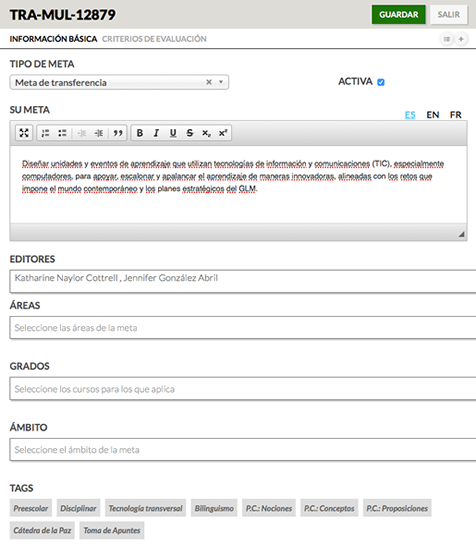 TRA-MUL-12879
GUARDAR
SALIR
INFORMACIÓN BÁSICA CRITERIOS DE EVALUACIÓN
TIPO DE META
Meta de transferencia
ACTIVA
SU META
ES EN FR
B I U S x₂ x²
Diseñar unidades y eventos de aprendizaje que utilizan tecnologías de información y comunicaciones (TIC), especialmente
computadores, para apoyar, escalonar y apalancar el aprendizaje de maneras innovadoras, alineadas con los retos que
impone el mundo contemporáneo y los planes estratégicos del GLM.
EDITORES
Katharine Naylor Cottrell , Jennifer González Abril
ÁREAS
Seleccione las áreas de la meta
GRADOS
Seleccione los cursos para los que aplica
ÁMBITO
Seleccione el ámbito de la meta
TAGS
Preescolar Disciplinar Tecnología transversal Bilinguismo P.C.: Nociones P.C.: Conceptos P.C.: Proposiciones
Cátedra de la Paz Toma de Apuntes